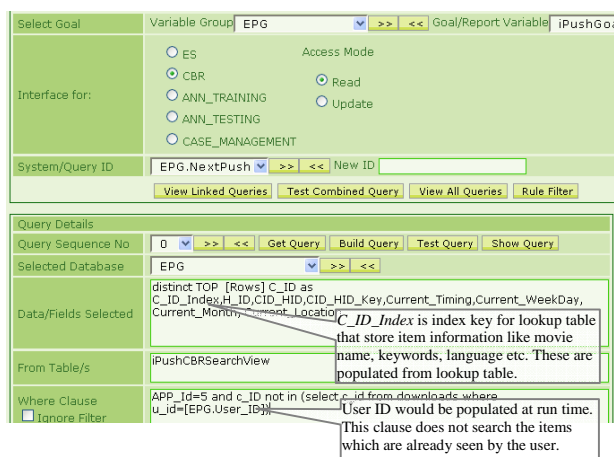 Select Goal
Variable Group EPG >> << Goal/Report Variable iPushGoa
Interface for:
ES
CBR
ANN_TRAINING
ANN_TESTING
CASE_MANAGEMENT
Access Mode
Read
Update
System/Query ID
EPG.NextPush >> << New ID
View Linked Queries Test Combined Query View All Queries Rule Filter
Query Details
Query Sequence No
0 >> << Get Query Build Query Test Query Show Query
Selected Database
EPG >> <<
Data/Fields Selected
distinct TOP [Rows] C_ID as
C_ID_Index,H_ID,CID_HID,CID_HID_Key,Current_Timing,Current_WeekDay,
Current_Month, Current_Location
C_ID_Index is index key for lookup table
that store item information like movie
name, keywords, language etc. These are
populated from lookup table.
From Table/s
iPushCBRSearchView
Where Clause
Ignore Filter
APP_Id=5 and c_ID not in (select c_id from downloads where
u_id=[EPG.User_ID])
User ID would be populated at run time.
This clause does not search the items
which are already seen by the user.